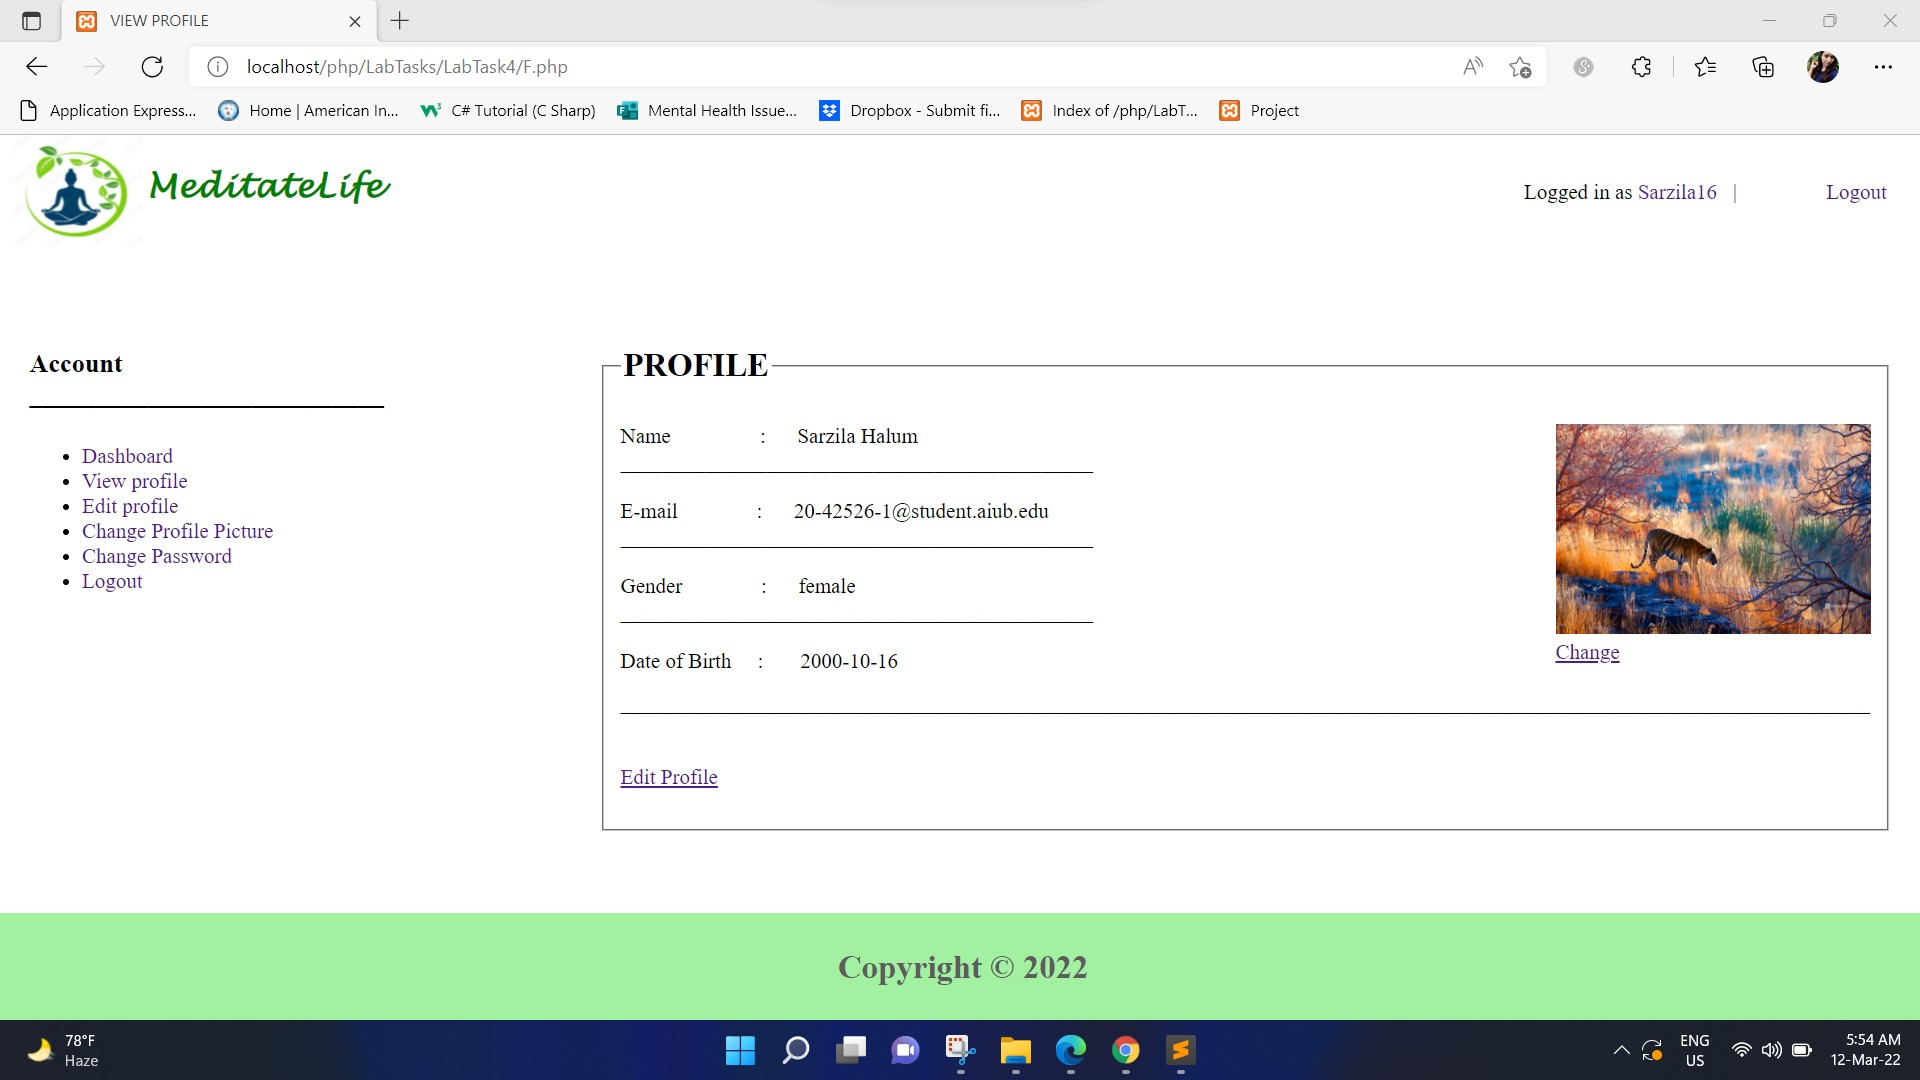 VIEW PROFILE
localhost/php/LabTasks/LabTask4/F.php
Application Express... Home | American In... C# Tutorial (C Sharp) Mental Health Issue... Dropbox - Submit fi... Index of /php/LabT... Project
MeditateLife
Logged in as Sarzila16 | Logout
Account
PROFILE
Name : Sarzila Halum
E-mail : 20-42526-1@student.aiub.edu
Gender : female
Date of Birth : 2000-10-16
Change
Edit Profile
Dashboard
View profile
Edit profile
Change Profile Picture
Change Password
Logout
Copyright © 2022
78°F
Haze
ENG
US
5:54 AM
12-Mar-22